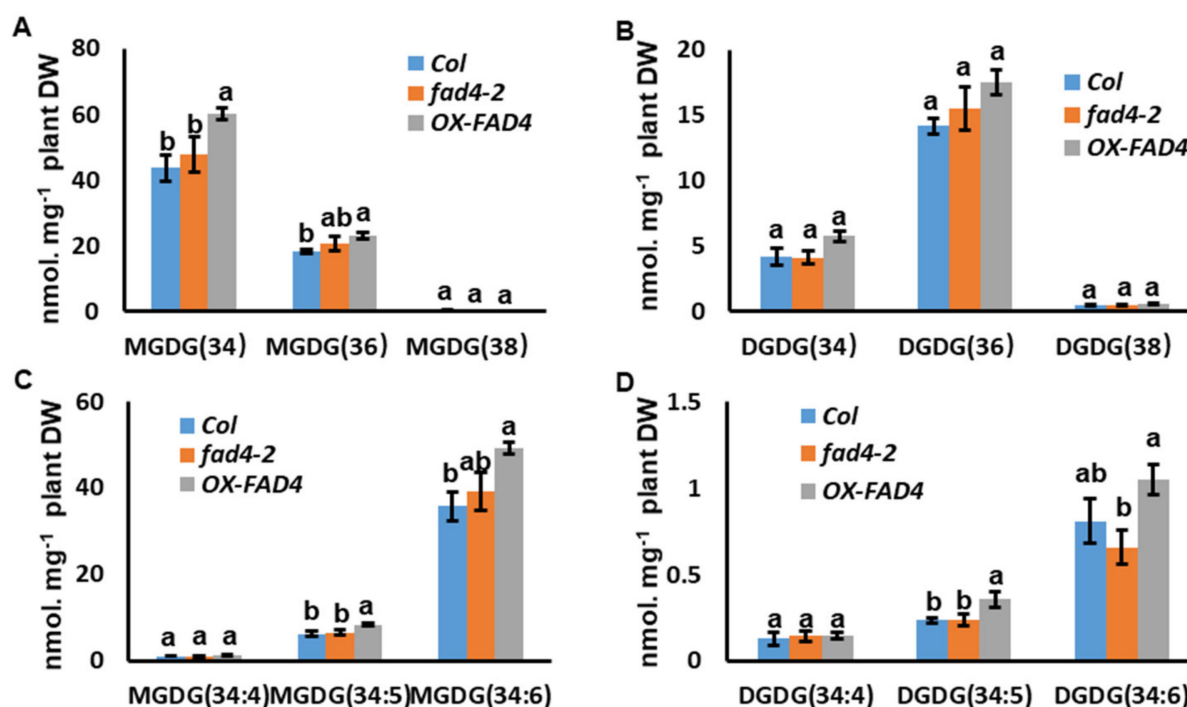 A
nmol. mg⁻¹ plant DW
80
60
40
20
0
Col
fad4-2
OX-FAD4
b b a
b ab a
a a a
MGDG(34) MGDG(36) MGDG(38)
B
nmol. mg⁻¹ plant DW
20
15
10
5
0
Col
fad4-2
OX-FAD4
a a a
a a a
a a a
DGDG(34) DGDG(36) DGDG(38)
C
nmol. mg⁻¹ plant DW
60
40
20
0
Col
fad4-2
OX-FAD4
a a a
b b a
b ab a
MGDG(34:4) MGDG(34:5) MGDG(34:6)
D
nmol. mg⁻¹ plant DW
1.5
1
0.5
0
Col
fad4-2
OX-FAD4
a a a
b b a
ab b a
DGDG(34:4) DGDG(34:5) DGDG(34:6)